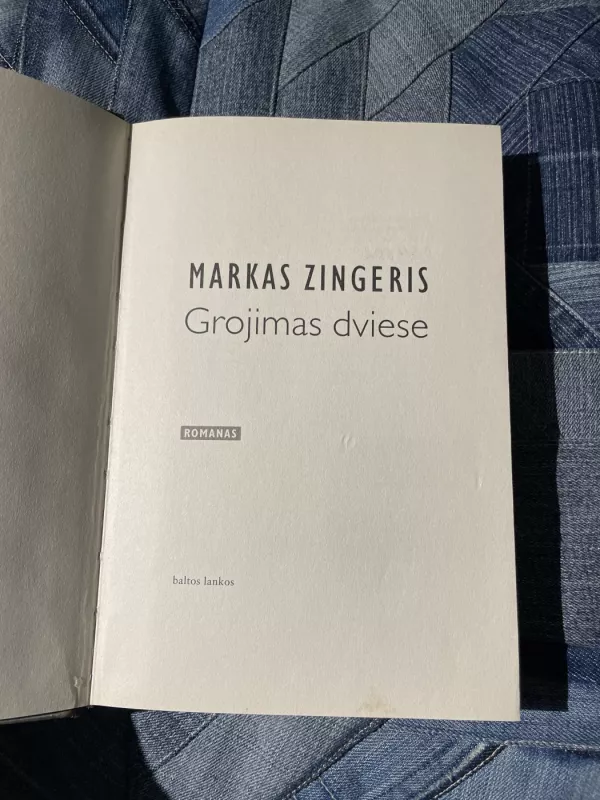 MARKAS ZINGERIS
Grojimas dviese
ROMANAS
baltos lankos